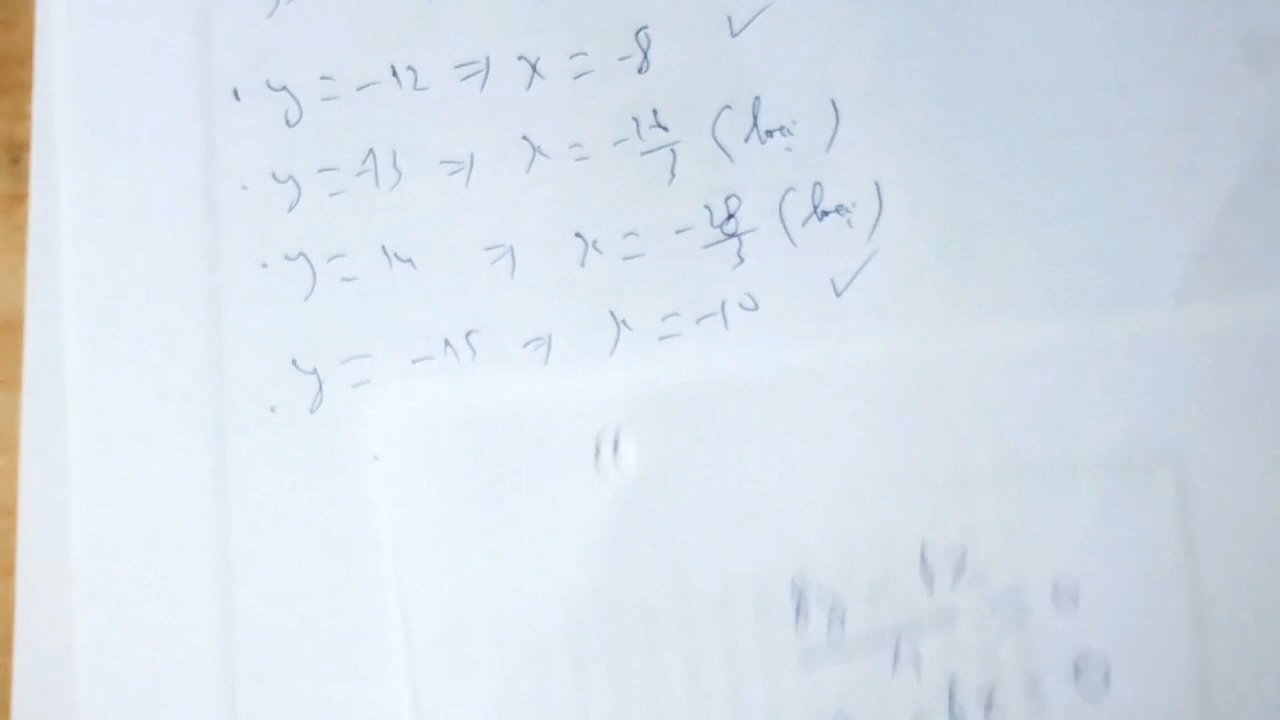 · y = -12 ⇒ x = -8 ✓
· y = -13 ⇒ x = -26/3 (loại)
· y = 14 ⇒ x = -28/3 (loại)
· y = -15 ⇒ x = -10 ✓